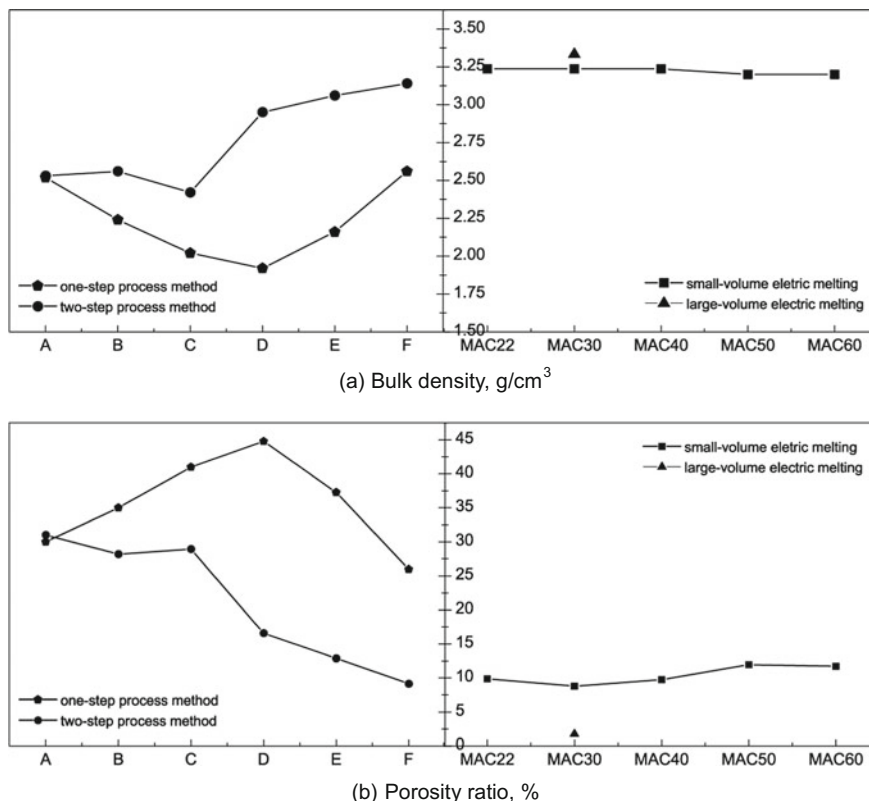 3.50
3.25
3.00
2.75
2.50
2.25
2.00
1.75
1.50
one-step process method
two-step process method
small-volume eletric melting
large-volume electric melting
A B C D E F MAC22 MAC30 MAC40 MAC50 MAC60
(a) Bulk density, g/cm³
45
40
35
30
25
20
15
10
5
0
small-volume eletric melting
large-volume electric melting
one-step process method
two-step process method
A B C D E F MAC22 MAC30 MAC40 MAC50 MAC60
(b) Porosity ratio, %